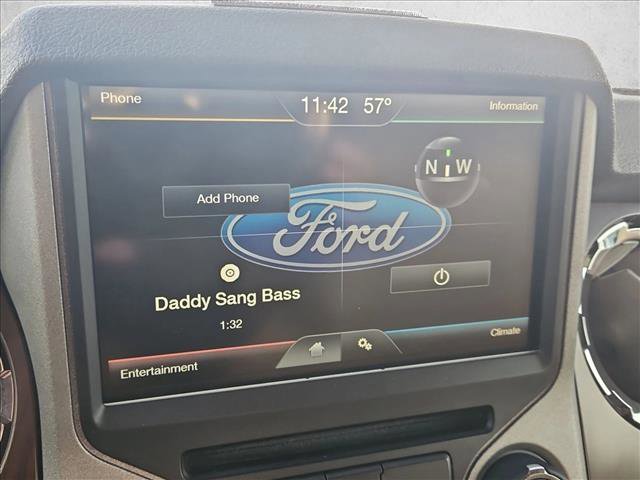 Phone
11:42 57°
Information
N W
Add Phone
Ford
Daddy Sang Bass
1:32
Climate
Entertainment